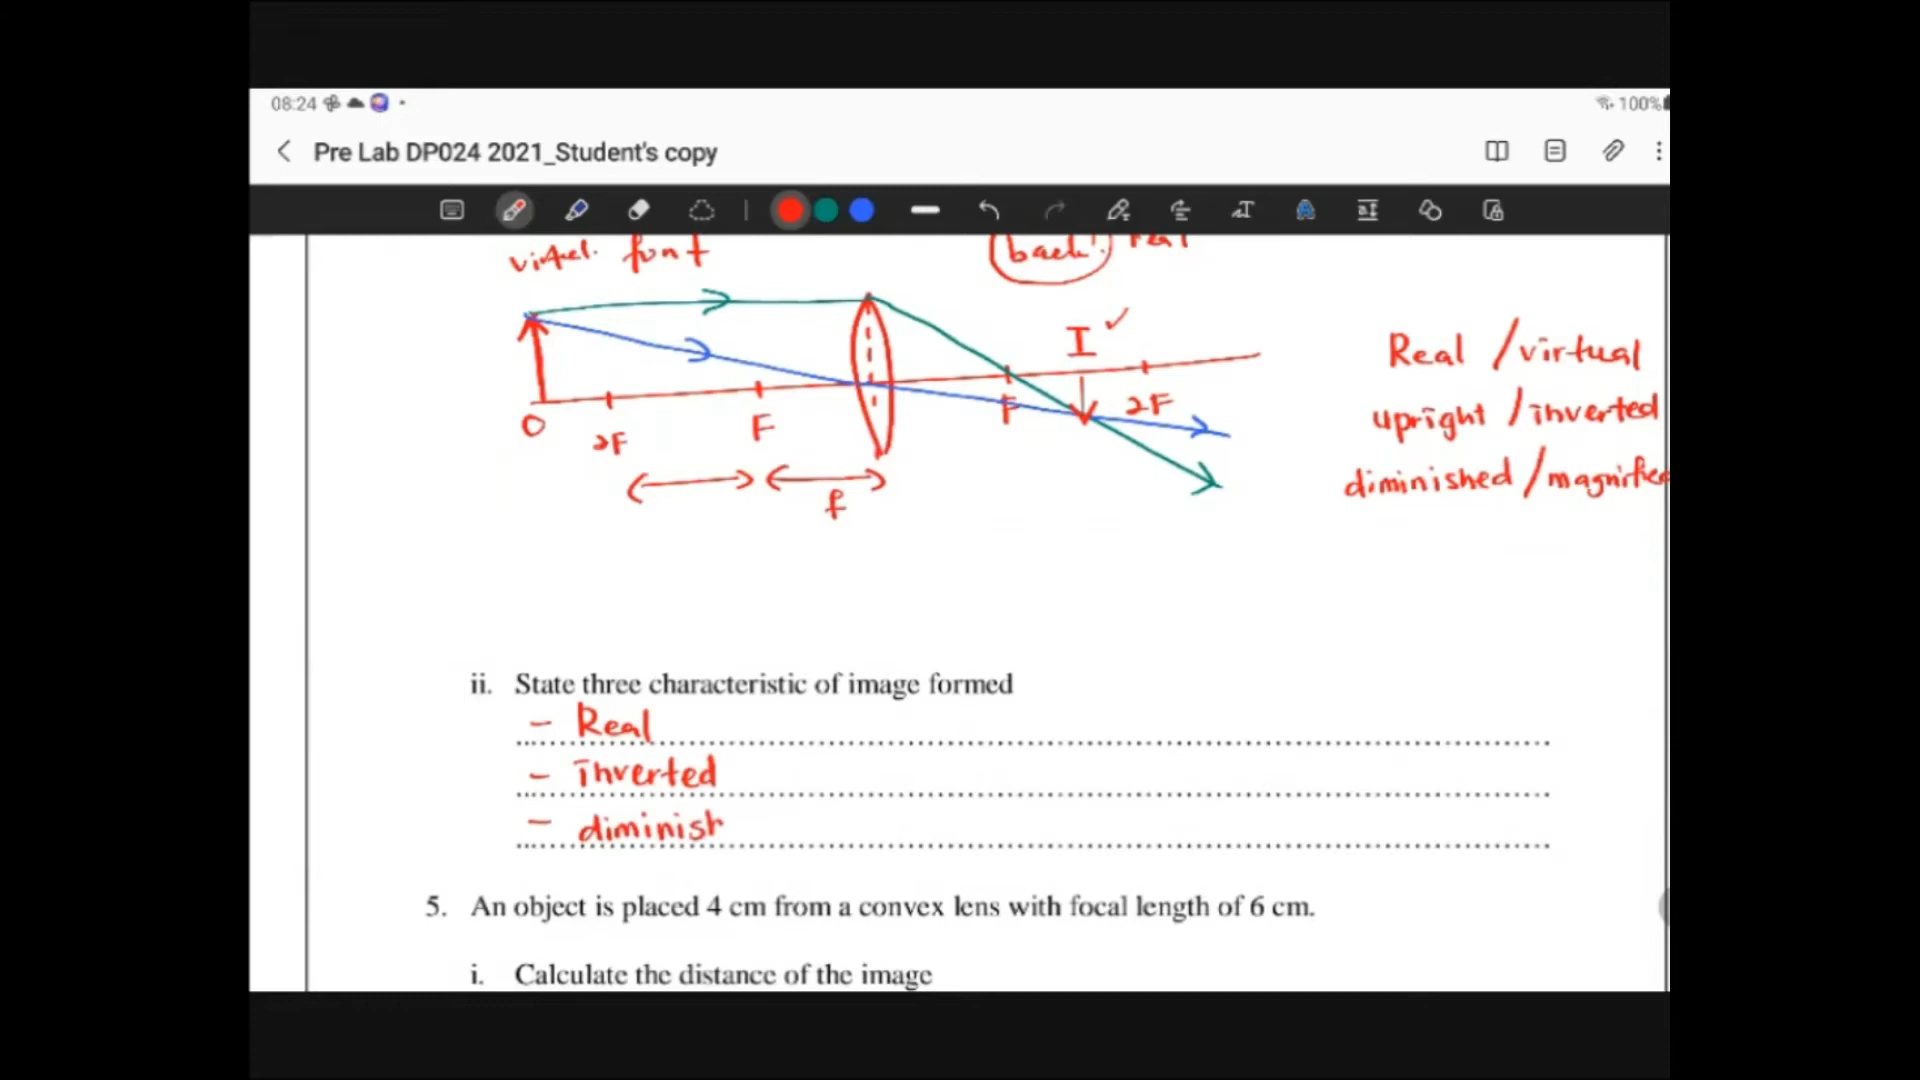 08:24
100%
Pre Lab DP024 2021_Student's copy
font
back!
I
Real / virtual
F
2F
upright / inverted
O
2F
F
diminished /
f
ii. State three characteristic of image formed
- Real
- inverted
- diminish
5. An object is placed 4 cm from a convex lens with focal length of 6 cm.
i. Calculate the distance of the image